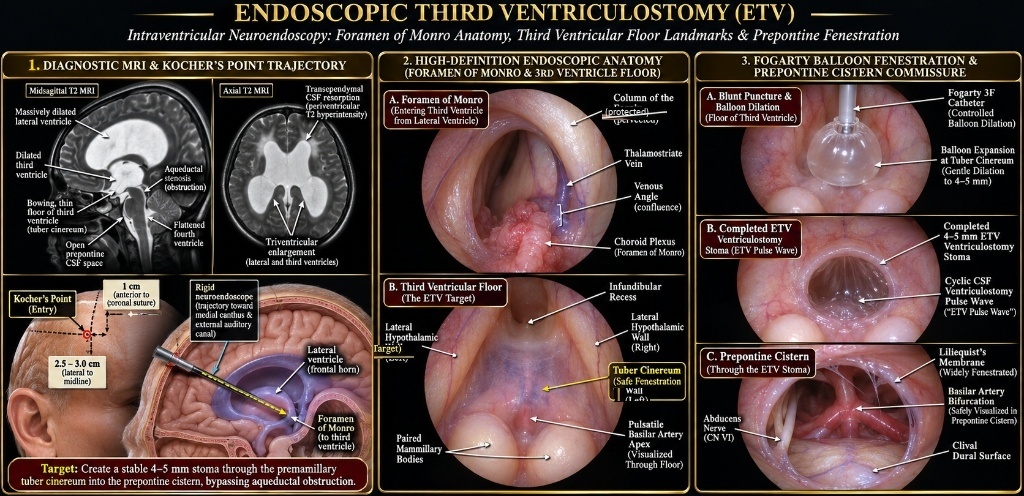 ENDOSCOPIC THIRD VENTRICULOSTOMY (ETV)
Intraventricular Neuroendoscopy: Foramen of Monro Anatomy, Third Ventricular Floor Landmarks & Prepontine Fenestration
1. DIAGNOSTIC MRI & KOCHER'S POINT TRAJECTORY
Midsagittal T2 MRI
Massively dilated
lateral ventricle
Dilated
third
ventricle
Bowing, thin
floor of third
ventricle
(tuber cinereum)
Open
prepontine
CSF space
Aqueductal
stenosis
(obstruction)
Flattened
fourth
ventricle
Axial T2 MRI
Transependymal
CSF resorption
(periventricular
T2 hyperintensity)
Triventricular
enlargement
(lateral and third ventricles)
Kocher's Point
(Entry)
1 cm
(anterior to
coronal suture)
2.5 – 3.0 cm
(lateral to
midline)
Rigid
neuroendoscope
(trajectory toward
medial canthus &
external auditory
canal)
Lateral
ventricle
(frontal horn)
Foramen
of Monro
(to third
ventricle)
Target: Create a stable 4–5 mm stoma through the premamillary
tuber cinereum into the prepontine cistern, bypassing aqueductal obstruction.
2. HIGH-DEFINITION ENDOSCOPIC ANATOMY
(FORAMEN OF MONRO & 3RD VENTRICLE FLOOR)
A. Foramen of Monro
(Entering Third Ventricle
from Lateral Ventricle)
Column of the
(protected)
Thalamostriate
Vein
Venous
Angle
(confluence)
Choroid Plexus
(Foramen of Monro)
B. Third Ventricular Floor
(The ETV Target)
Infundibular
Recess
Lateral
Hypothalamic
Target)
Lateral
Hypothalamic
Wall
(Right)
Tuber Cinereum
(Safe Fenestration
Wall
Paired
Mammillary
Bodies
Pulsatile
Basilar Artery
Apex
(Visualized
Through Floor)
3. FOGARTY BALLOON FENESTRATION &
PREPONTINE CISTERN COMMISSURE
A. Blunt Puncture &
Balloon Dilation
(Floor of Third Ventricle)
Fogarty 3F
Catheter
(Controlled
Balloon Dilation)
Balloon Expansion
at Tuber Cinereum
(Gentle Dilation
to 4–5 mm)
B. Completed ETV
Ventriculostomy
Stoma (ETV Pulse Wave)
Completed
4–5 mm ETV
Ventriculostomy
Stoma
Cyclic CSF
Ventriculostomy
Pulse Wave
("ETV Pulse Wave")
C. Prepontine Cistern
(Through the ETV Stoma)
Liliequist's
Membrane
(Widely Fenestrated)
Basilar Artery
Bifurcation
(Safely Visualized in
Prepontine Cistern)
Abducens
Nerve
(CN VI)
Clival
Dural Surface